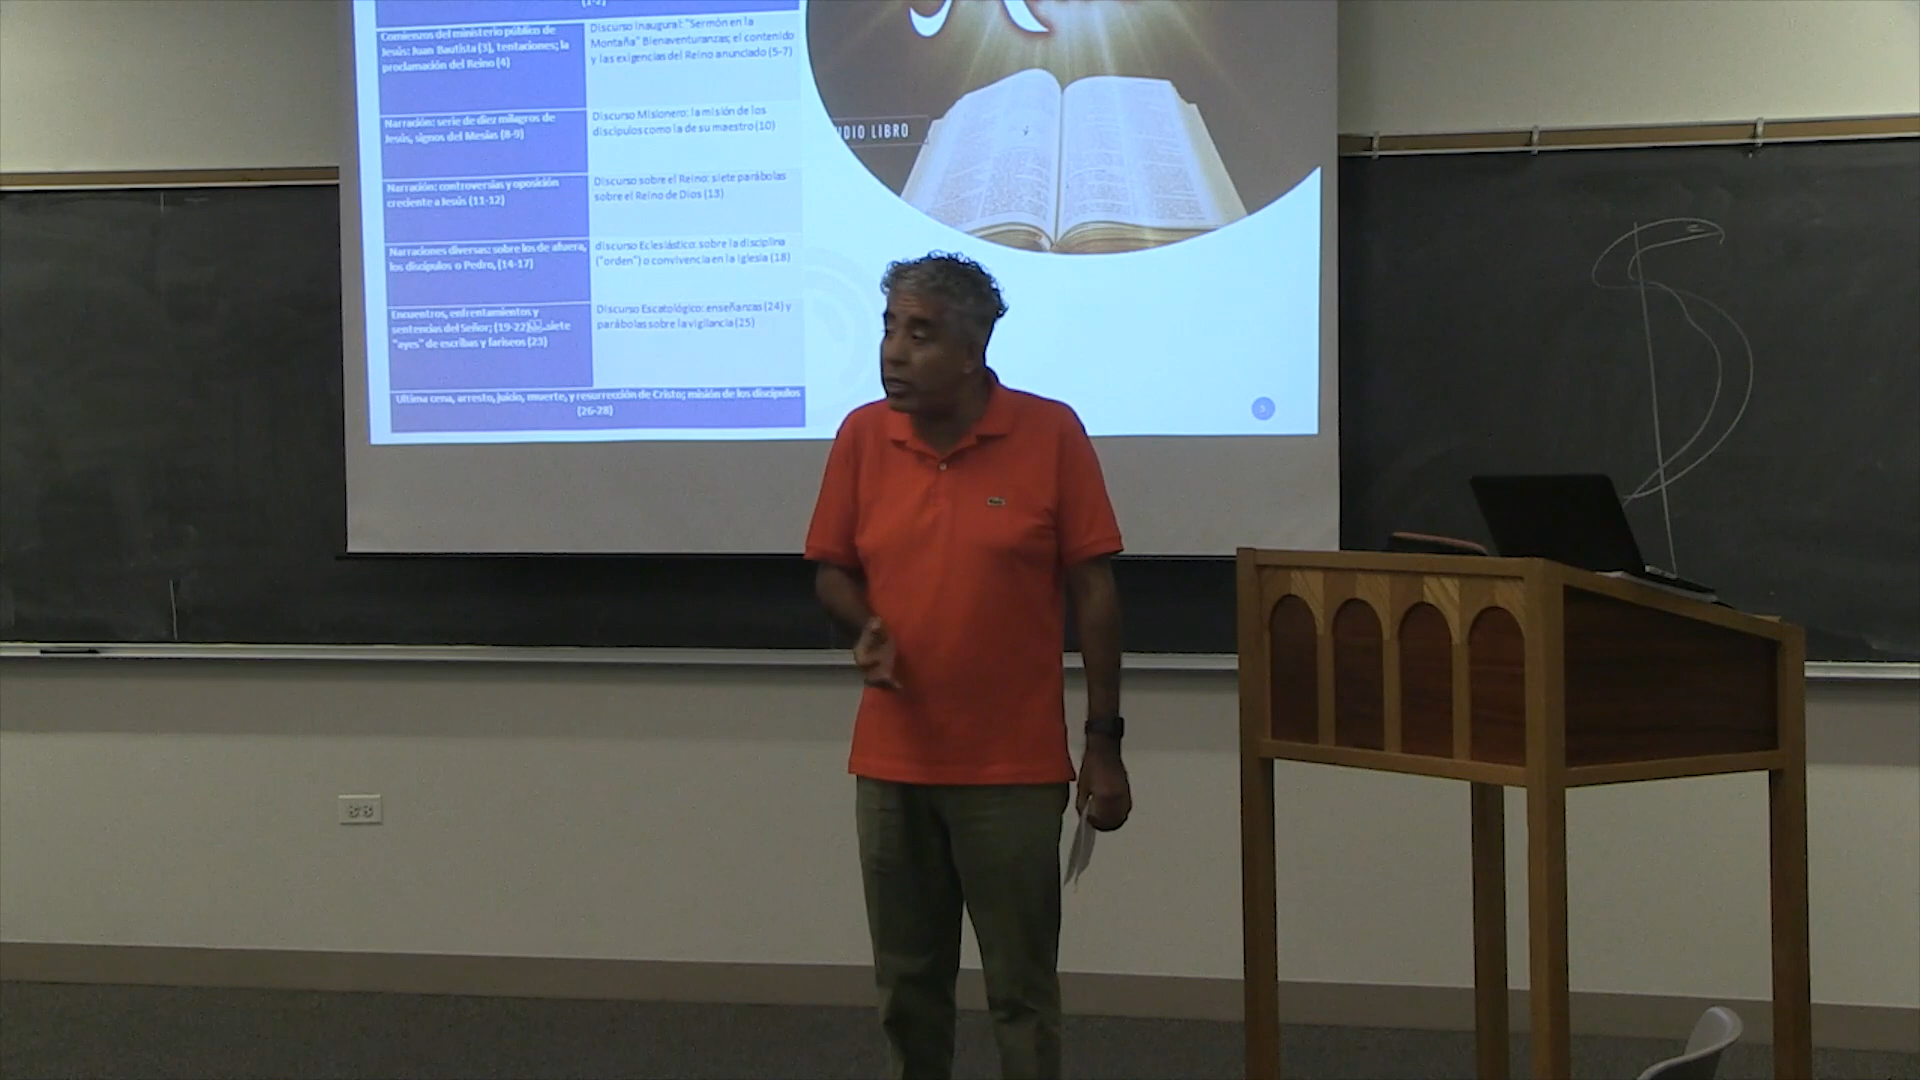 (1-2)
Comienzos del ministerio público de
Jesús: Juan Bautista (3), tentaciones; la
proclamación del Reino (4)
Discurso Inaugural: "Sermón en la
Montaña" Bienaventuranzas; el contenido
y las exigencias del Reino anunciado (5-7)
Narración: serie de diez milagros de
Jesús, signos del Mesías (8-9)
Discurso Misionero: la misión de los
discípulos como la de su maestro (10)
Narración: controversias y oposición
creciente a Jesús (11-12)
Discurso sobre el Reino: siete parábolas
sobre el Reino de Dios (13)
Narraciones diversas: sobre los de afuera,
los discípulos o Pedro, (14-17)
discurso Eclesiástico: sobre la disciplina
("orden") o convivencia en la Iglesia (18)
Encuentros, enfrentamientos y
sentencias del Señor; (19-22) siete
"ayes" de escribas y fariseos (23)
Discurso Escatológico: enseñanzas (24) y
parábolas sobre la vigilancia (25)
Ultima cena, arresto, juicio, muerte, y resurrección de Cristo; misión de los discípulos
(26-28)
UDIO LIBRO
5